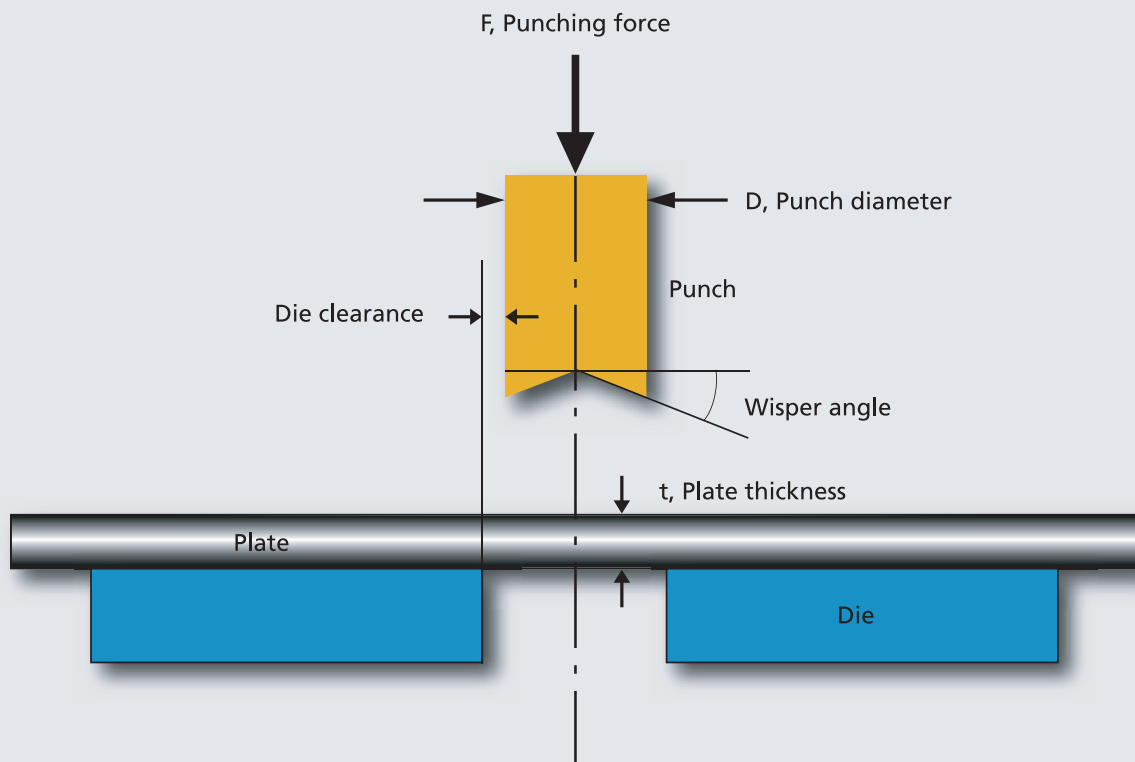 F, Punching force
D, Punch diameter
Punch
Die clearance
Wisper angle
t, Plate thickness
Plate
Die